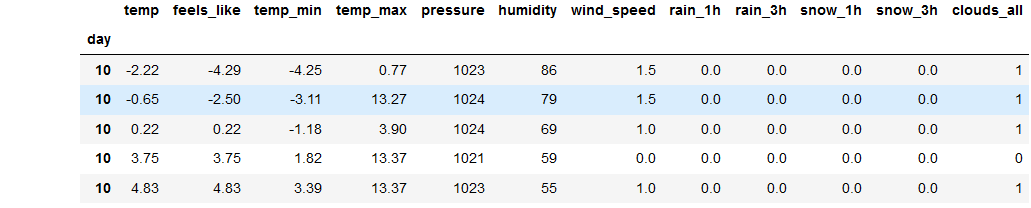 temp feels_like temp_min temp_max pressure humidity wind_speed rain_1h rain_3h snow_1h snow_3h clouds_all
day
10 -2.22 -4.29 -4.25 0.77 1023 86 1.5 0.0 0.0 0.0 0.0 1
10 -0.65 -2.50 -3.11 13.27 1024 79 1.5 0.0 0.0 0.0 0.0 1
10 0.22 0.22 -1.18 3.90 1024 69 1.0 0.0 0.0 0.0 0.0 1
10 3.75 3.75 1.82 13.37 1021 59 0.0 0.0 0.0 0.0 0.0 0
10 4.83 4.83 3.39 13.37 1023 55 1.0 0.0 0.0 0.0 0.0 1